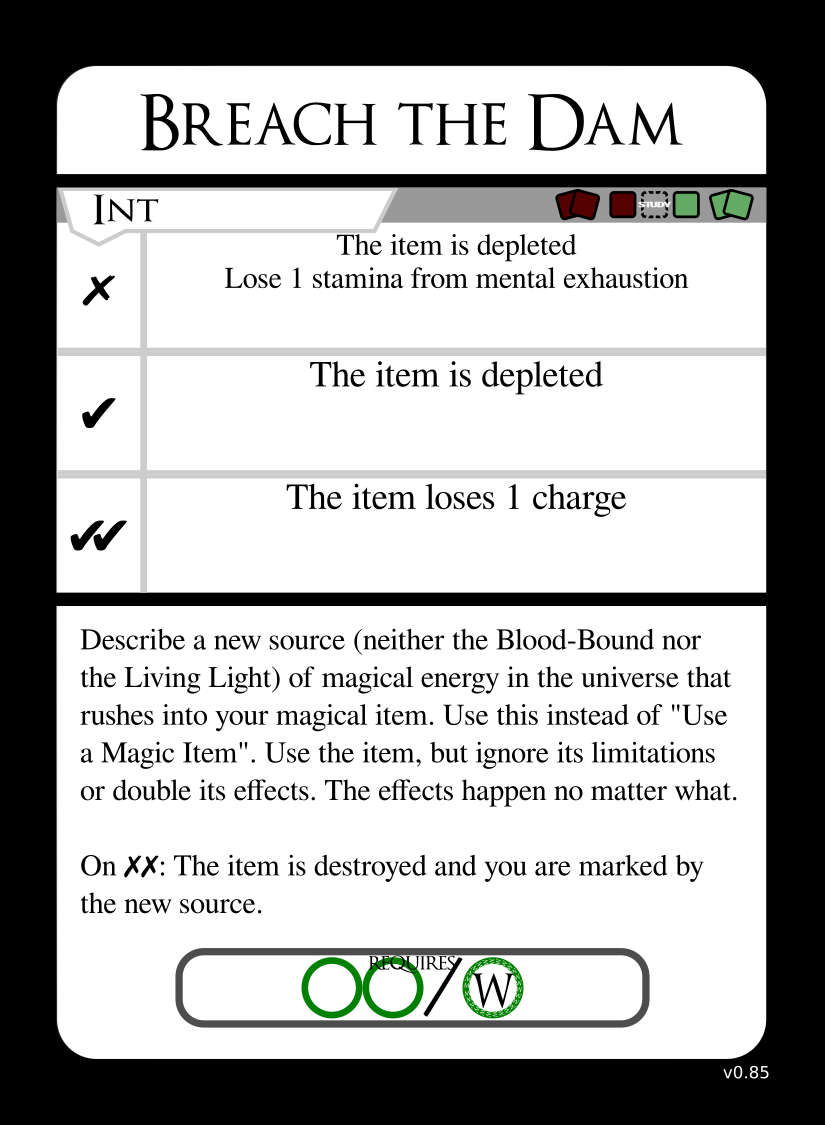 BREACH THE DAM
INT
STUDY
✗
The item is depleted
Lose 1 stamina from mental exhaustion
✔
The item is depleted
✔✔
The item loses 1 charge
Describe a new source (neither the Blood-Bound nor
the Living Light) of magical energy in the universe that
rushes into your magical item. Use this instead of "Use
a Magic Item". Use the item, but ignore its limitations
or double its effects. The effects happen no matter what.
On ✗✗: The item is destroyed and you are marked by
the new source.
REQUIRES
/ W
v0.85